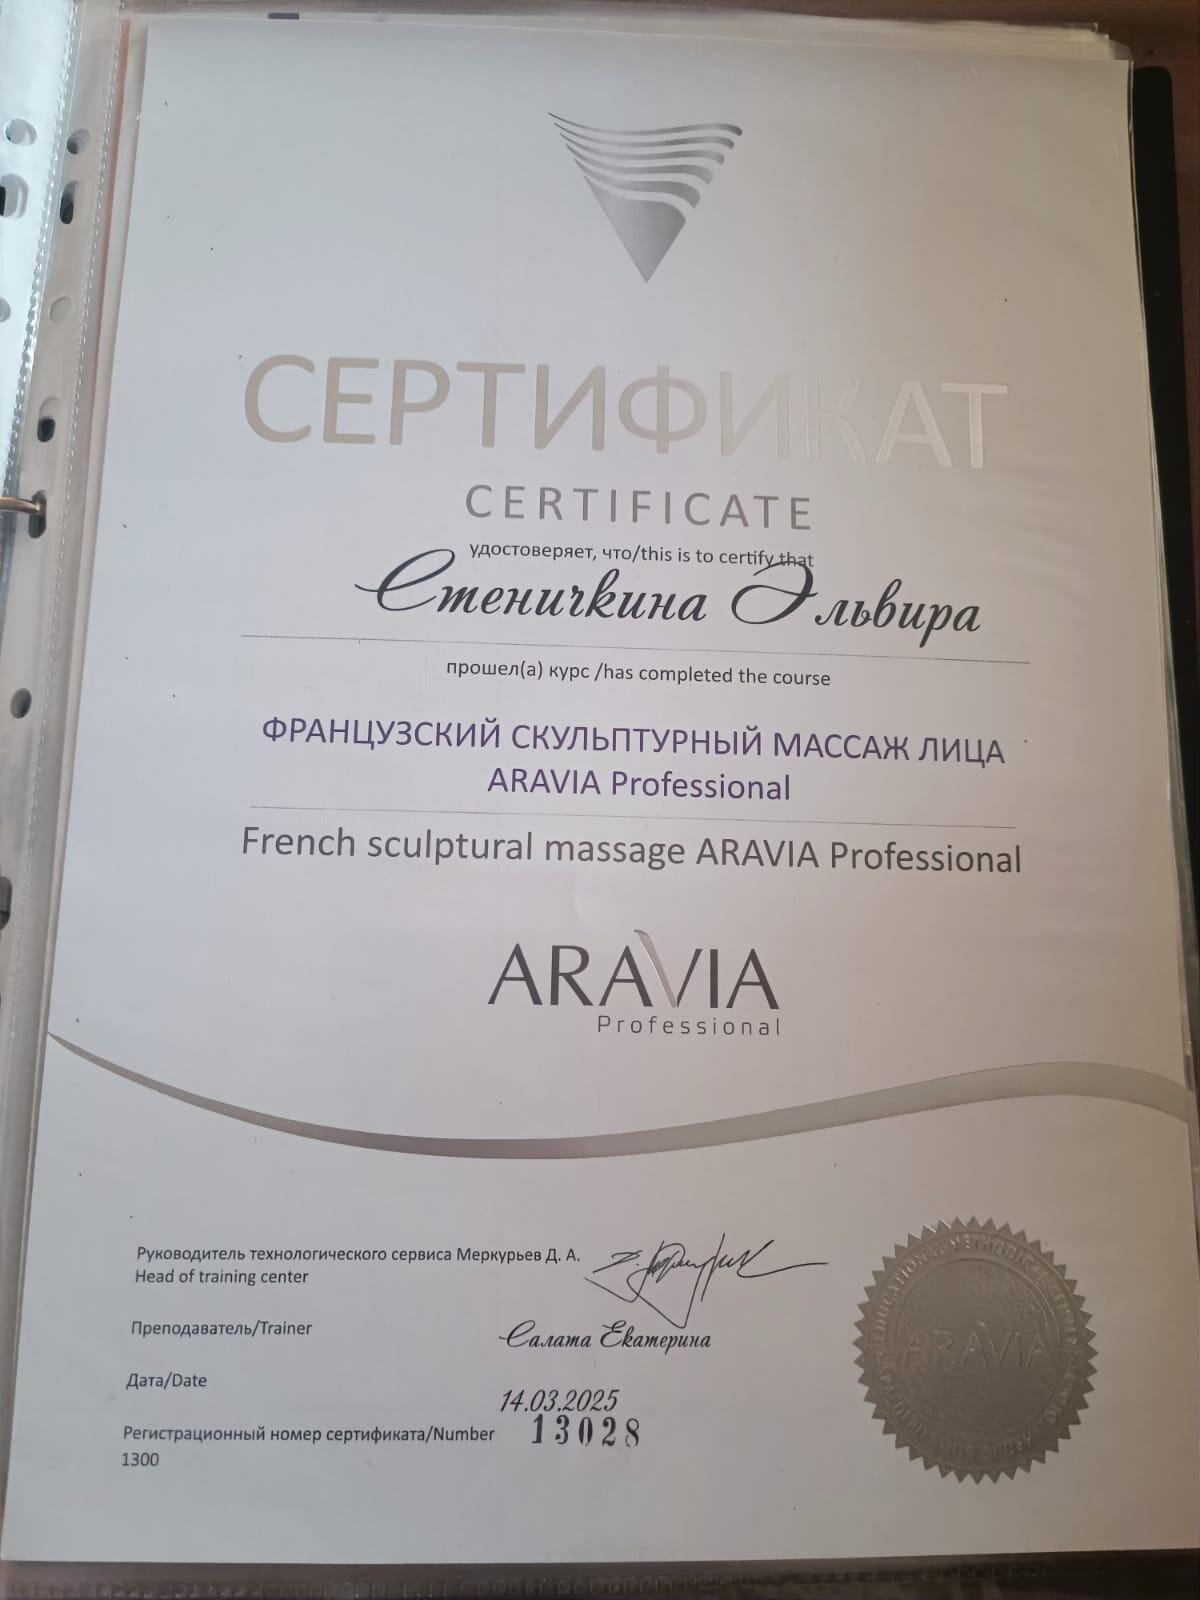 СЕРТИФИКАТ
CERTIFICATE
удостоверяет, что/this is to certify that
Стеничкина Эльвира
прошел(а) курс /has completed the course
ФРАНЦУЗСКИЙ СКУЛЬПТУРНЫЙ МАССАЖ ЛИЦА
ARAVIA Professional
French sculptural massage ARAVIA Professional
ARAVIA
Professional
Руководитель технологического сервиса Меркурьев Д. А.
Head of training center
Преподаватель/Trainer
Салата Екатерина
Дата/Date
14.03.2025
Регистрационный номер сертификата/Number
13028
1300
ARAVIA